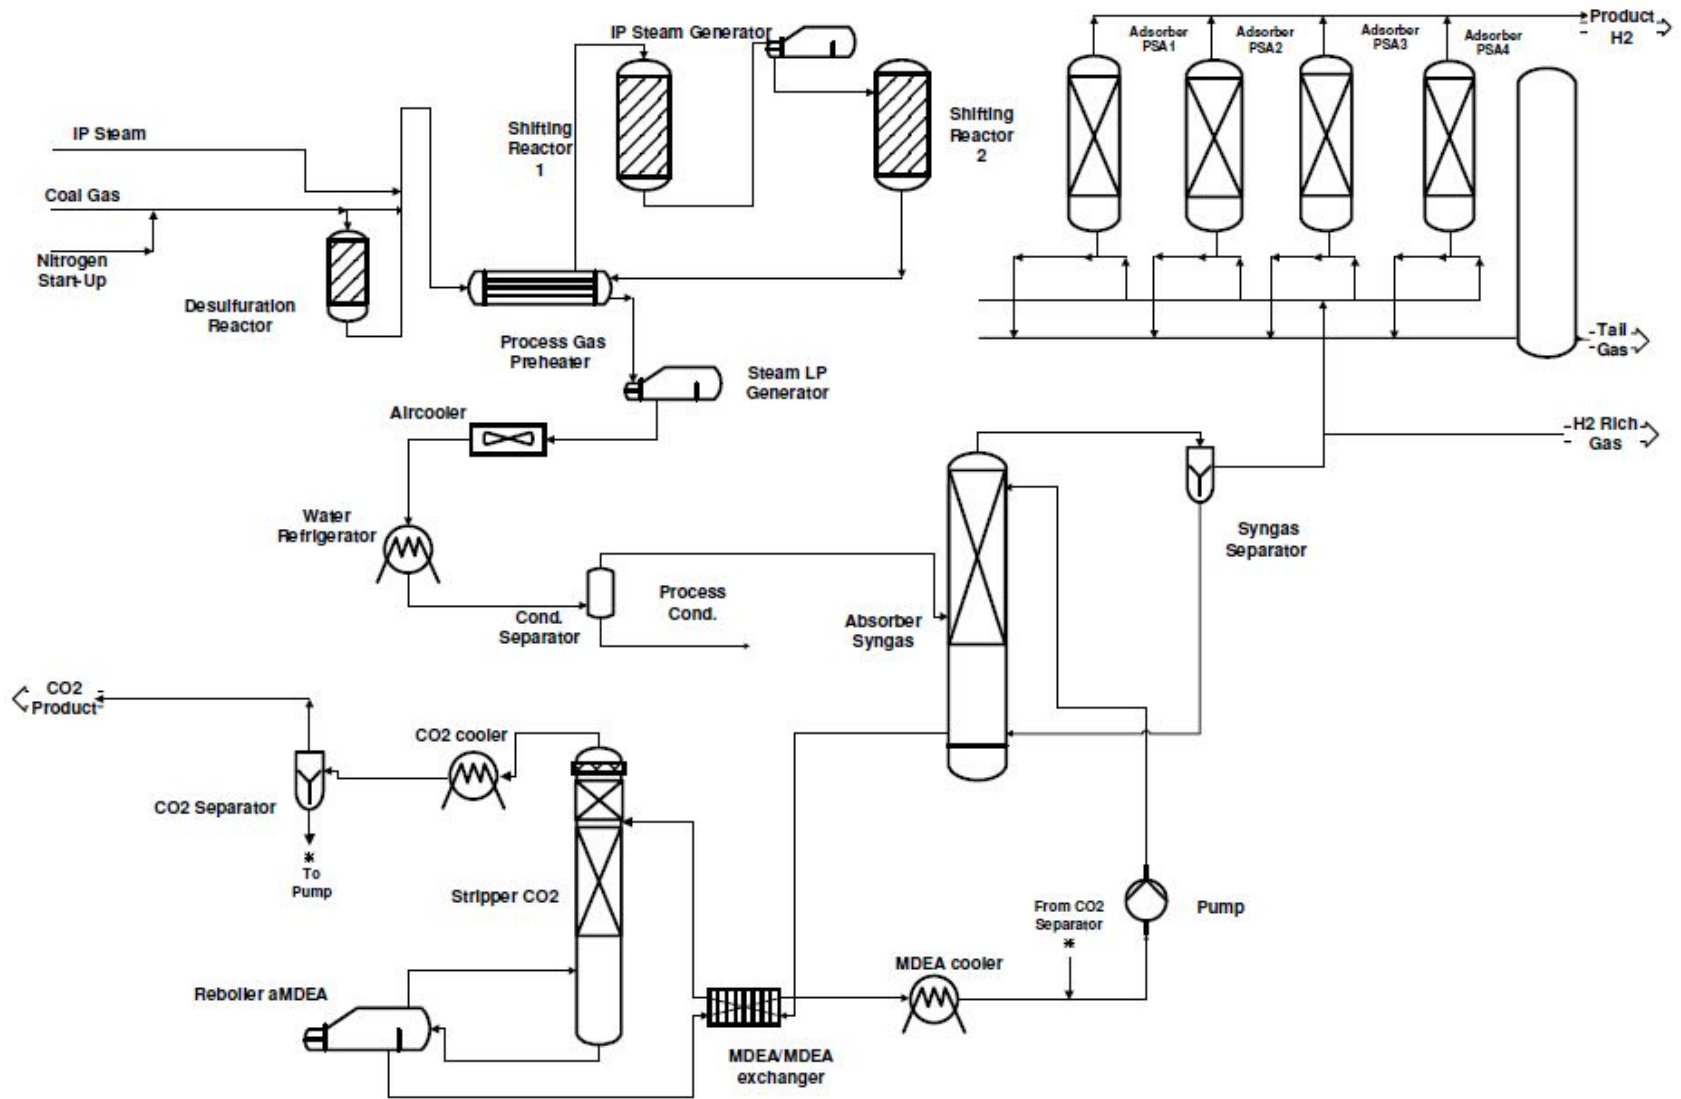 IP Steam Generator
Adsorber
PSA1
Adsorber
PSA2
Adsorber
PSA3
Adsorber
PSA4
Product
H2
IP Steam
Shifting
Reactor
1
Shifting
Reactor
2
Coal Gas
Nitrogen
Start-Up
Desulfuration
Reactor
Process Gas
Preheater
Tail
Gas
Steam LP
Generator
Aircooler
H2 Rich
Gas
Water
Refrigerator
Syngas
Separator
Process
Cond.
Cond.
Separator
Absorber
Syngas
CO2
Product
CO2 cooler
CO2 Separator
*
To
Pump
Stripper CO2
From CO2
Separator
*
Pump
MDEA cooler
Reboiler aMDEA
MDEA/MDEA
exchanger